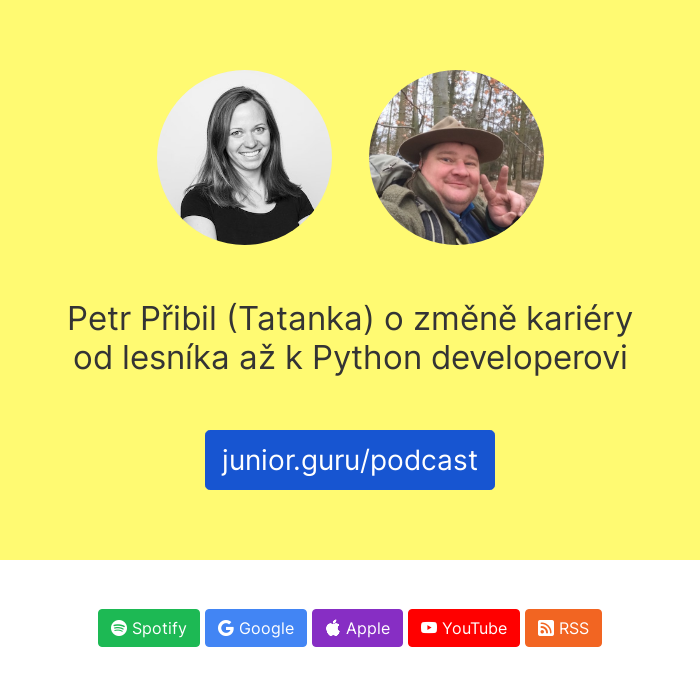 Petr Přibil (Tatanka) o změně kariéry
od lesníka až k Python developerovi
junior.guru/podcast
Spotify Google Apple YouTube RSS